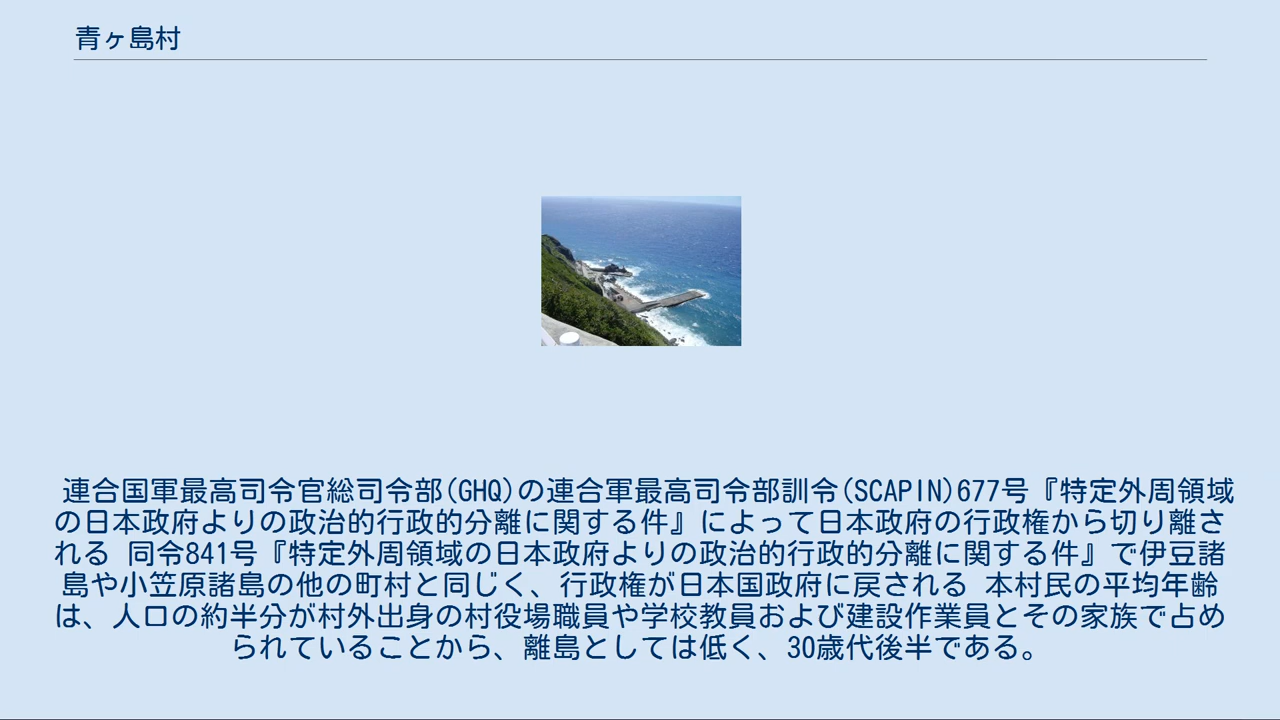 青ヶ島村
連合国軍最高司令官総司令部(GHQ)の連合軍最高司令部訓令(SCAPIN)677号『特定外周領域
の日本政府よりの政治的行政的分離に関する件』によって日本政府の行政権から切り離さ
れる 同令841号『特定外周領域の日本政府よりの政治的行政的分離に関する件』で伊豆諸
島や小笠原諸島の他の町村と同じく、行政権が日本国政府に戻される 本村民の平均年齢
は、人口の約半分が村外出身の村役場職員や学校教員および建設作業員とその家族で占め
られていることから、離島としては低く、30歳代後半である。